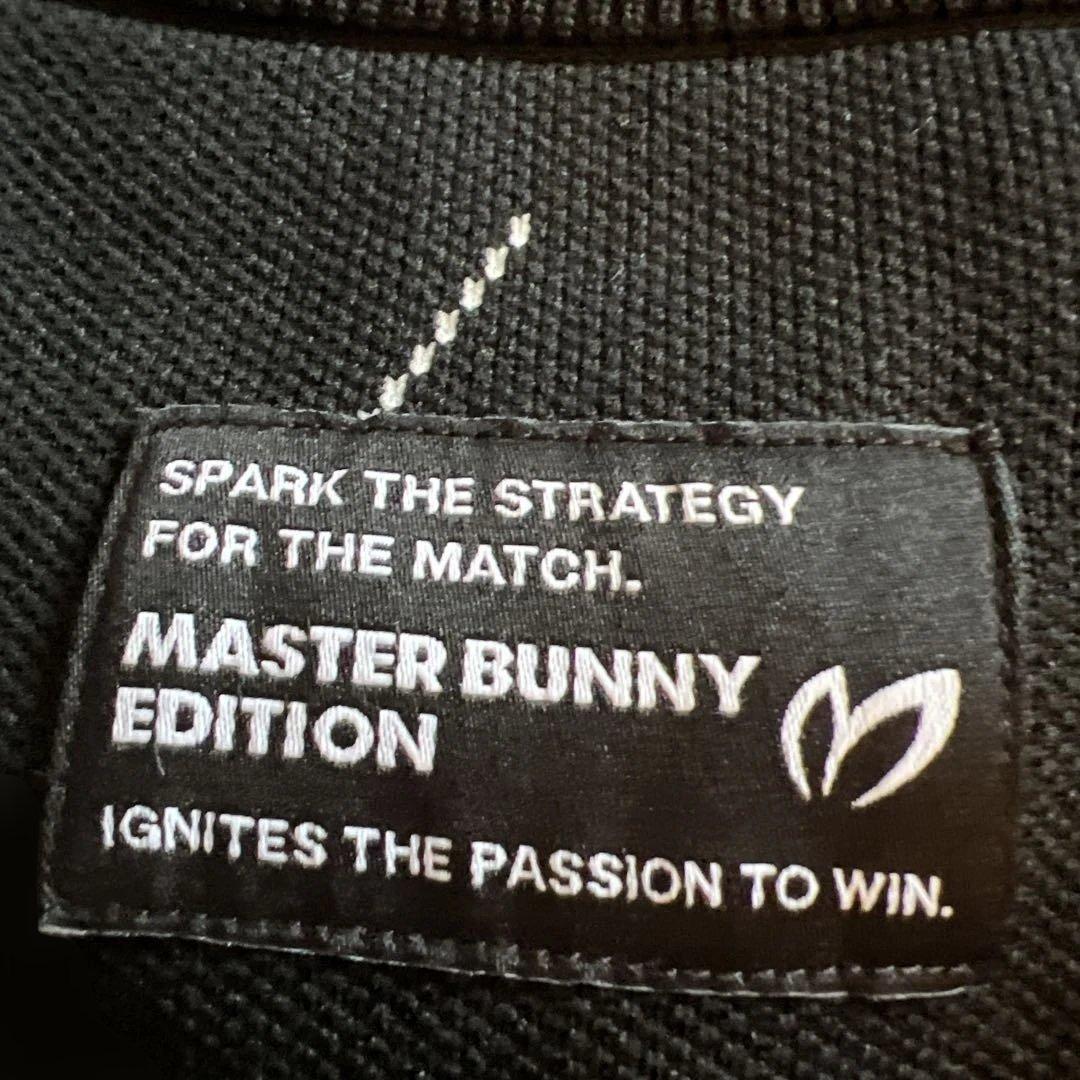 SPARK THE STRATEGY
FOR THE MATCH.
MASTER BUNNY
EDITION
IGNITES THE PASSION TO WIN.